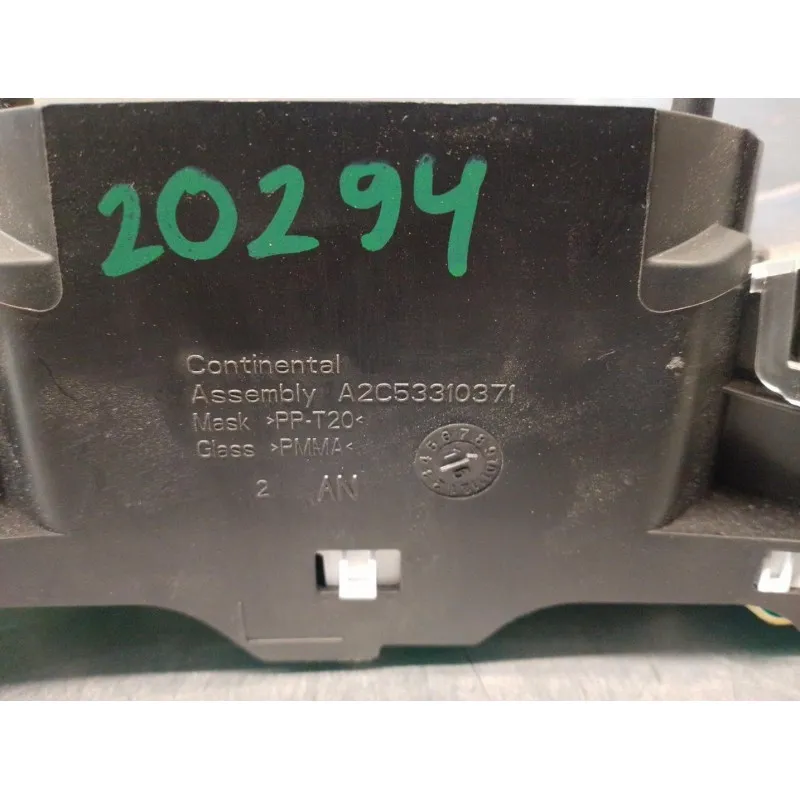 20294
Continental
Assembly A2C53310371
Mask >PP-T20<
Glass >PMMA<
2 AN